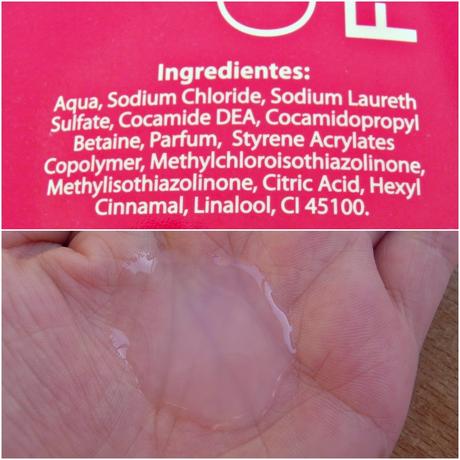 Ingredientes:
Aqua, Sodium Chloride, Sodium Laureth
Sulfate, Cocamide DEA, Cocamidopropyl
Betaine, Parfum, Styrene Acrylates
Copolymer, Methylchloroisothiazolinone,
Methylisothiazolinone, Citric Acid, Hexyl
Cinnamal, Linalool, CI 45100.